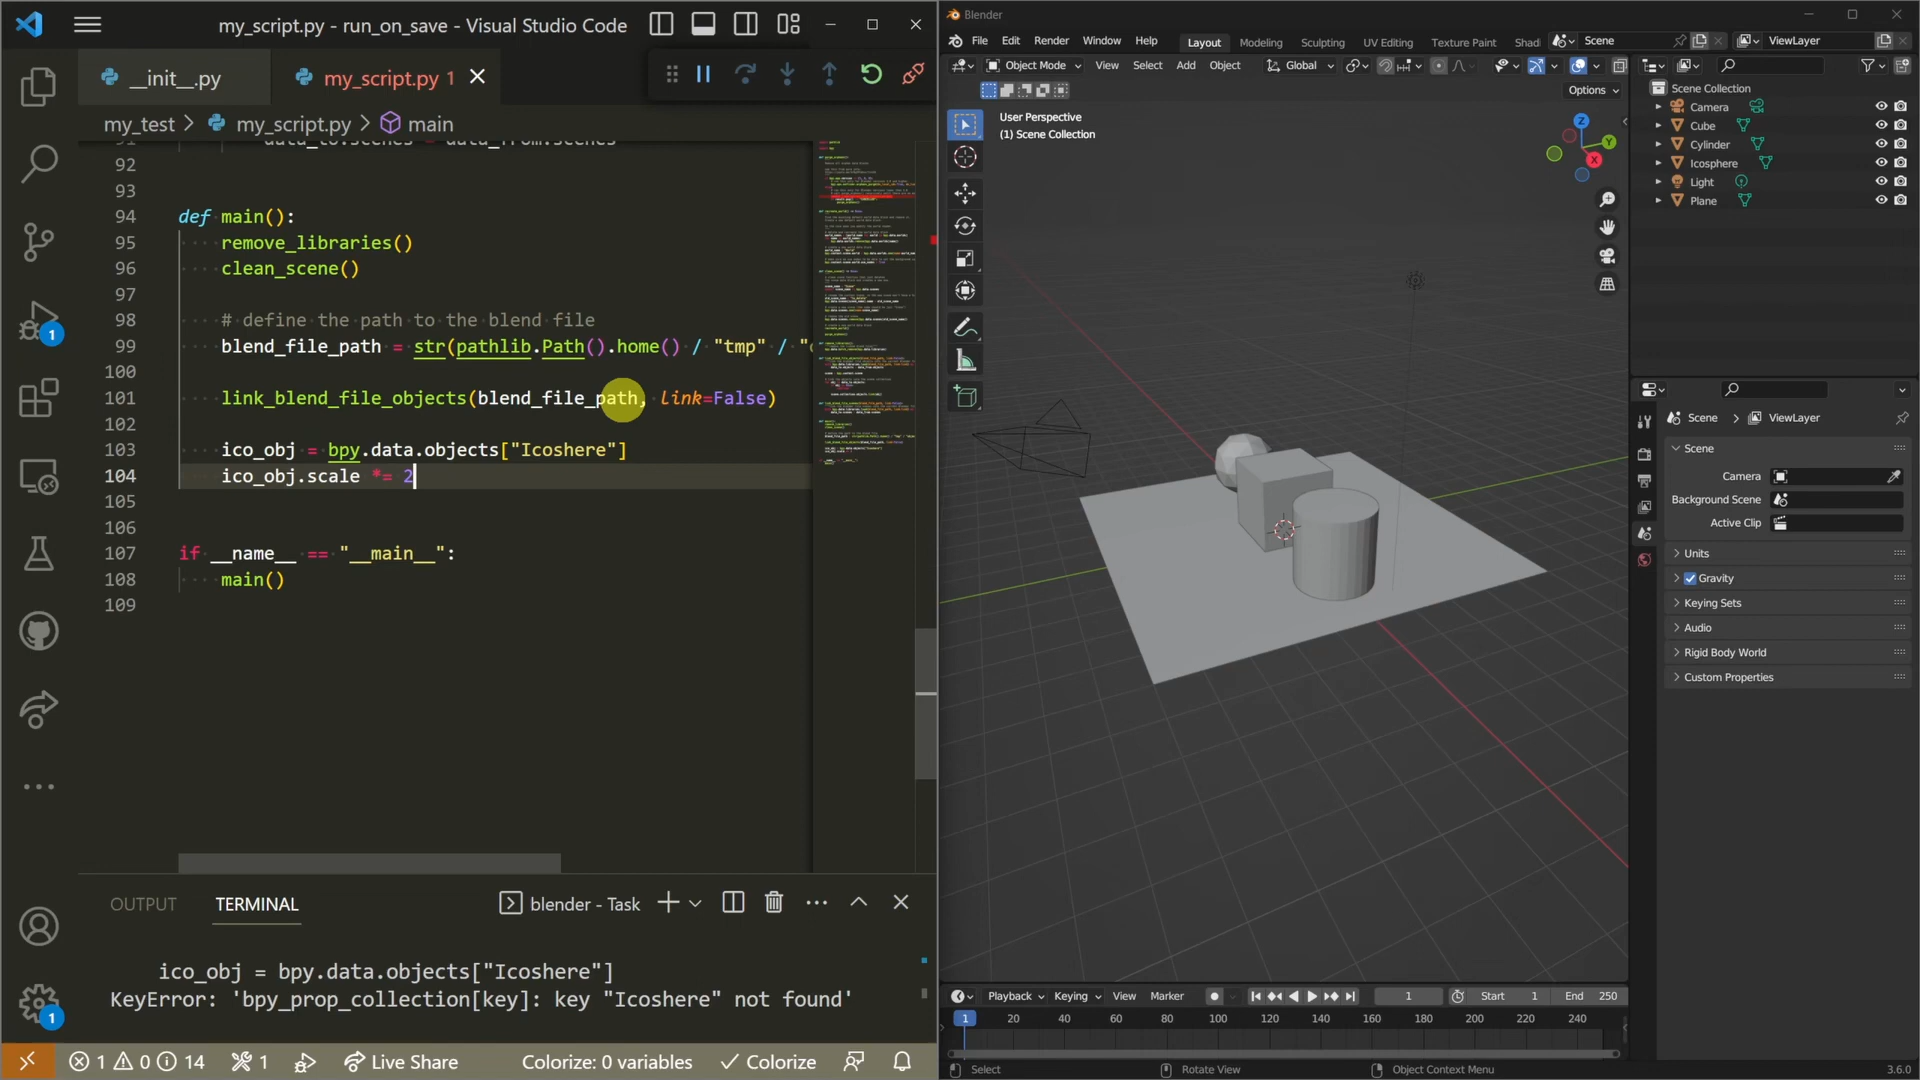 my_script.py - run_on_save - Visual Studio Code
__init__.py
my_script.py 1
my_test > my_script.py > main
91 data_to.scenes = data_from.scenes
92
93
94 def main():
95 remove_libraries()
96 clean_scene()
97
98 # define the path to the blend file
99 blend_file_path = str(pathlib.Path().home() / "tmp" / "
100
101 link_blend_file_objects(blend_file_path, link=False)
102
103 ico_obj = bpy.data.objects["Icoshere"]
104 ico_obj.scale *= 2
105
106
107 if __name__ == "__main__":
108 main()
109
1
OUTPUT TERMINAL blender - Task
ico_obj = bpy.data.objects["Icoshere"]
KeyError: 'bpy_prop_collection[key]: key "Icoshere" not found'
1
1 0 14 1 Live Share Colorize: 0 variables Colorize
Blender
File Edit Render Window Help Layout Modeling Sculpting UV Editing Texture Paint Shadi Scene ViewLayer
Object Mode View Select Add Object Global
Options
User Perspective
(1) Scene Collection
Z
Y
X
Scene Collection
Camera
Cube
Cylinder
Icosphere
Light
Plane
Scene > ViewLayer
Scene
Camera
Background Scene
Active Clip
Units
Gravity
Keying Sets
Audio
Rigid Body World
Custom Properties
Playback Keying View Marker 1 Start 1 End 250
1 20 40 60 80 100 120 140 160 180 200 220 240
Select Rotate View Object Context Menu 3.6.0